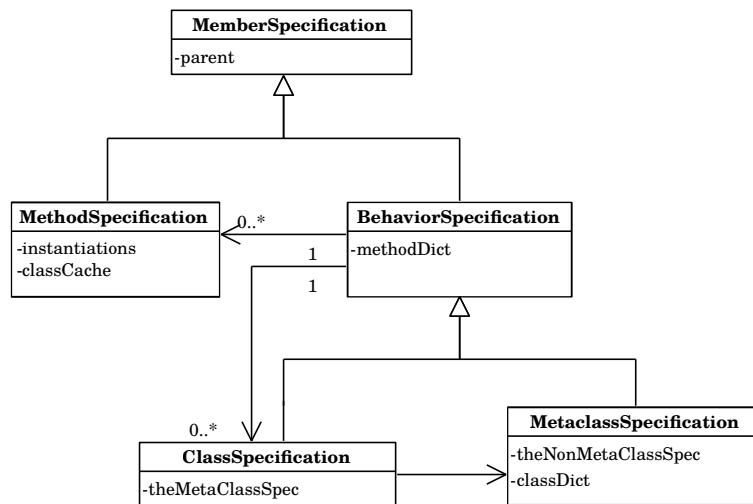 MemberSpecification
-parent
MethodSpecification
-instantiations
-classCache
0..*
BehaviorSpecification
-methodDict
1
1
0..*
ClassSpecification
-theMetaClassSpec
MetaclassSpecification
-theNonMetaClassSpec
-classDict